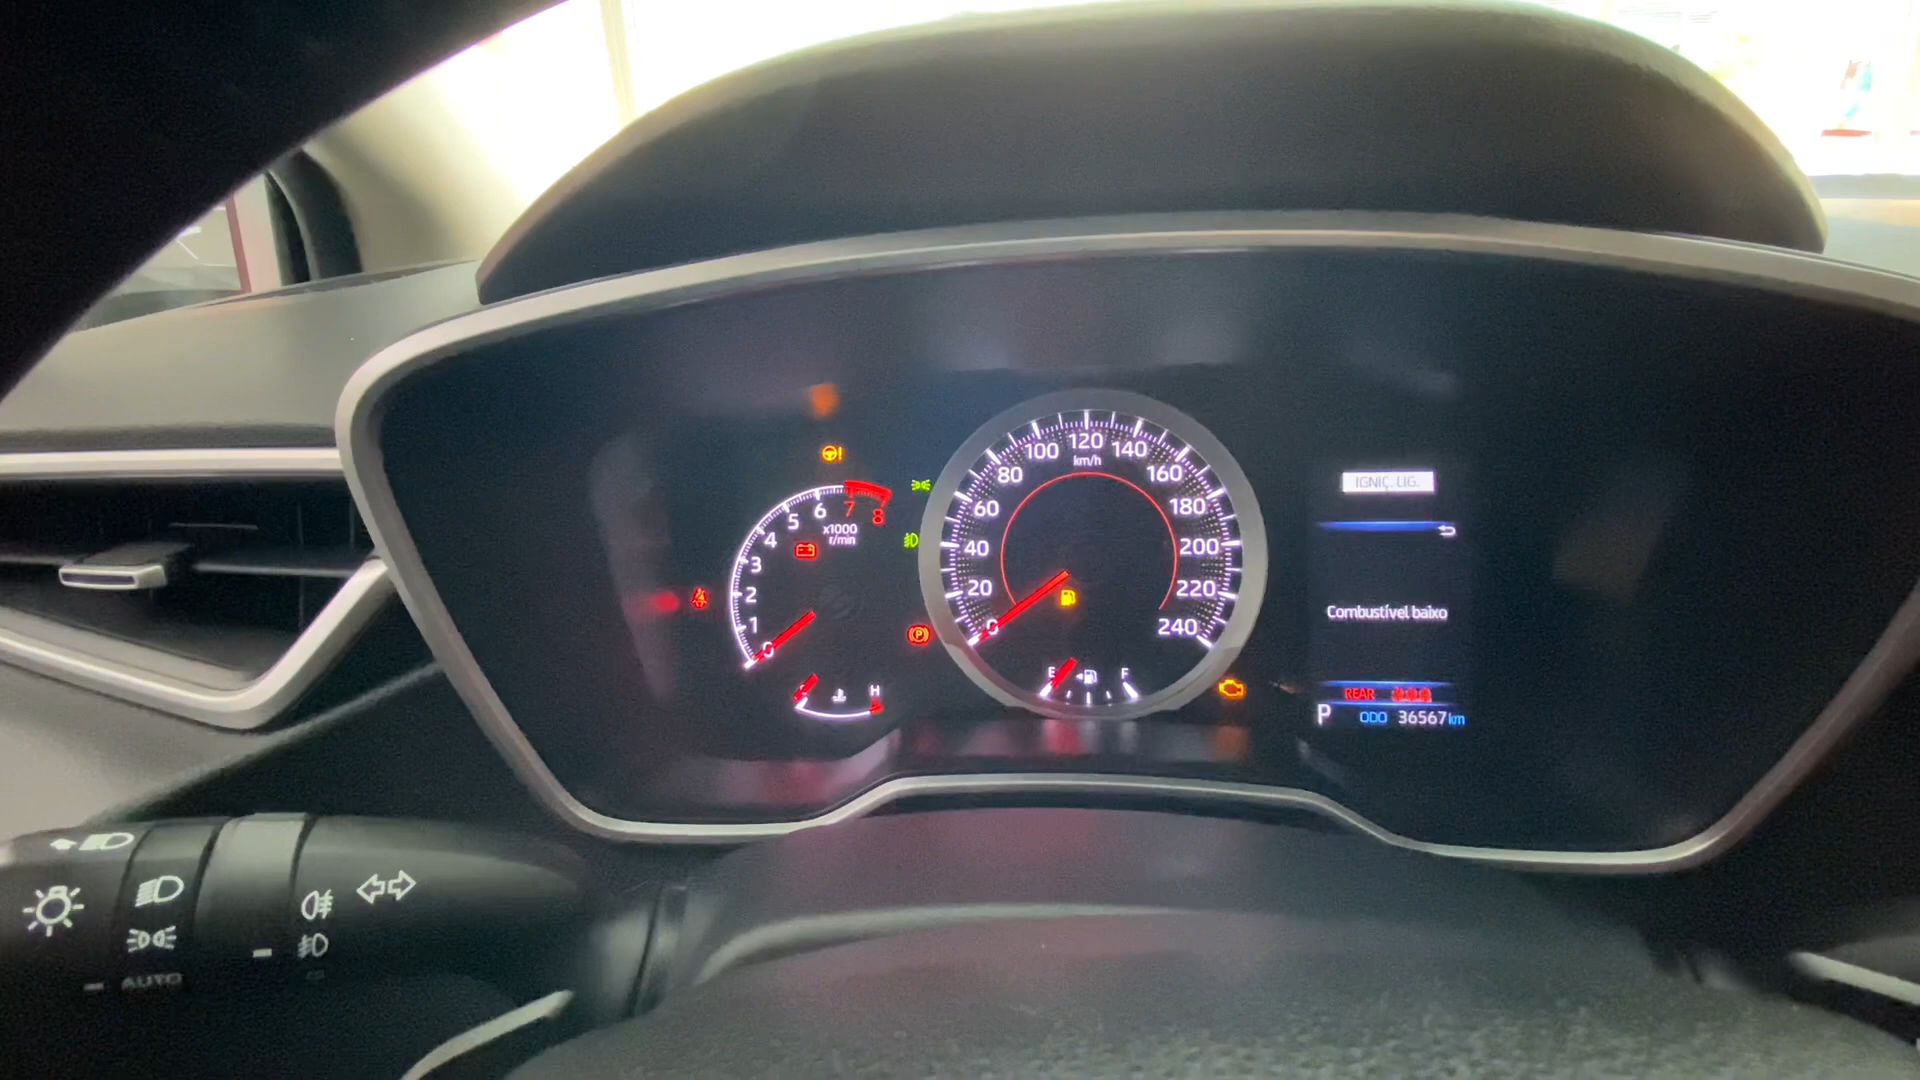 0 1 2 3 4 5 6 7 8
x1000
r/min
H
0 20 40 60 80 100 120 140 160 180 200 220 240
km/h
E F
P
IGNIÇ. LIG.
Combustível baixo
REAR
P ODO 36567 km
AUTO